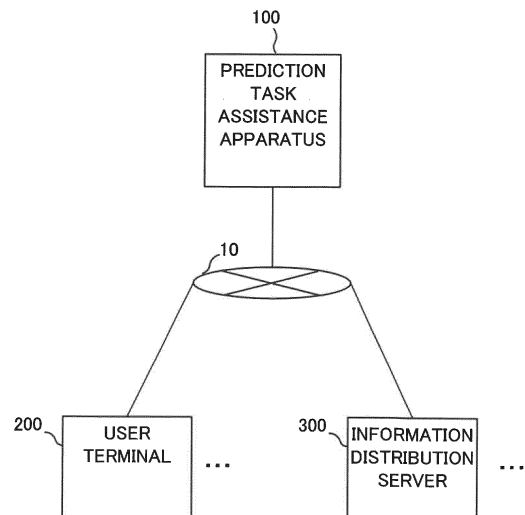 100
PREDICTION
TASK
ASSISTANCE
APPARATUS
10
200
USER
TERMINAL
...
300
INFORMATION
DISTRIBUTION
SERVER
...